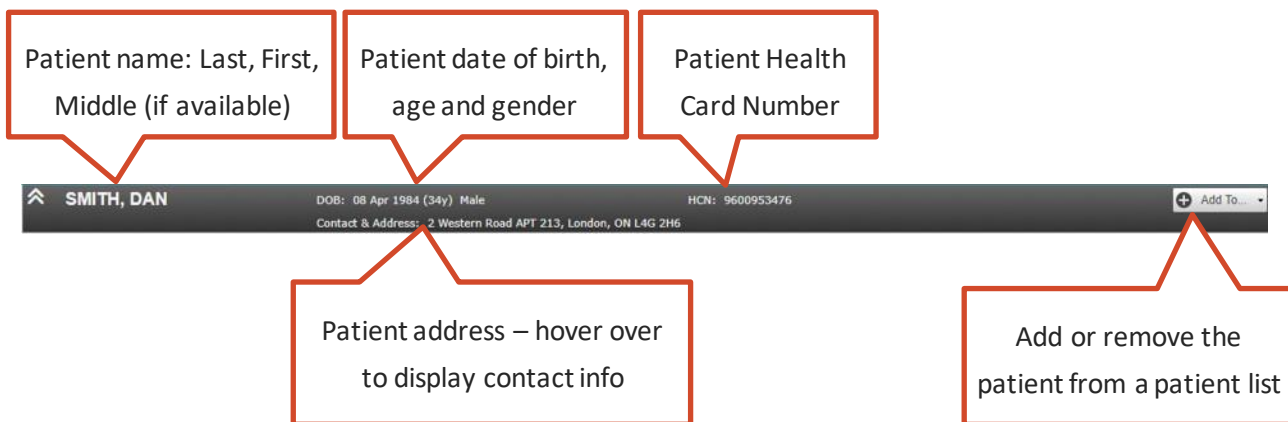 Patient name: Last, First,
Middle (if available)
Patient date of birth,
age and gender
Patient Health
Card Number
SMITH, DAN
DOB: 08 Apr 1984 (34y) Male
HCN: 9600953476
Add To...
Contact & Address: 2 Western Road APT 213, London, ON L4G 2H6
Patient address – hover over
to display contact info
Add or remove the
patient from a patient list